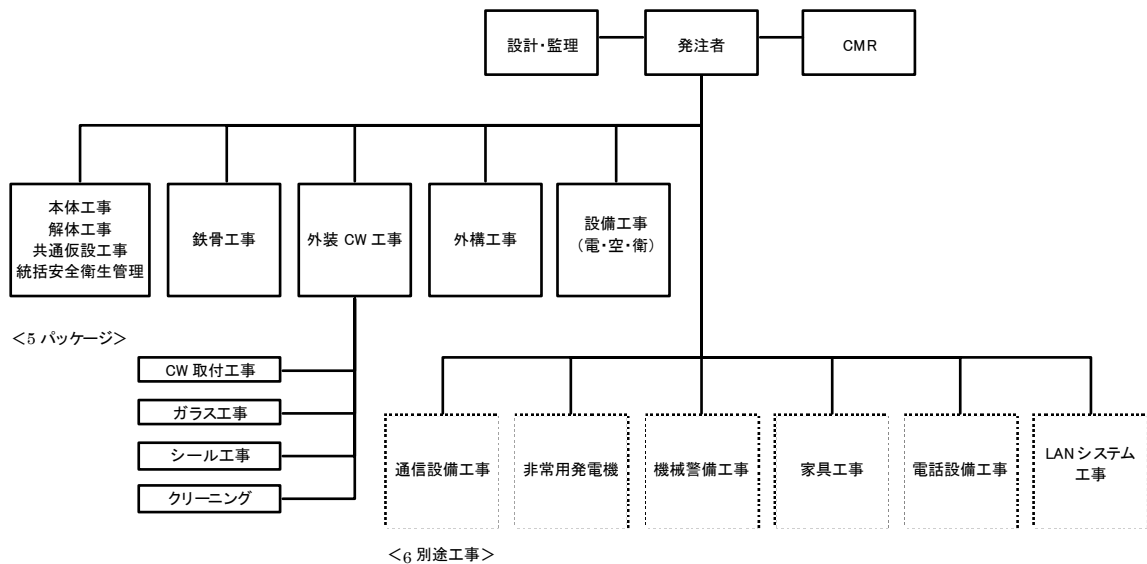 設計・監理
発注者
CMR
本体工事
解体工事
共通仮設工事
統括安全衛生管理
鉄骨工事
外装 CW 工事
外構工事
設備工事
（電・空・衛）
＜5 パッケージ＞
CW 取付工事
ガラス工事
シール工事
クリーニング
通信設備工事
非常用発電機
機械警備工事
家具工事
電話設備工事
LAN システム
工事
＜6 別途工事＞